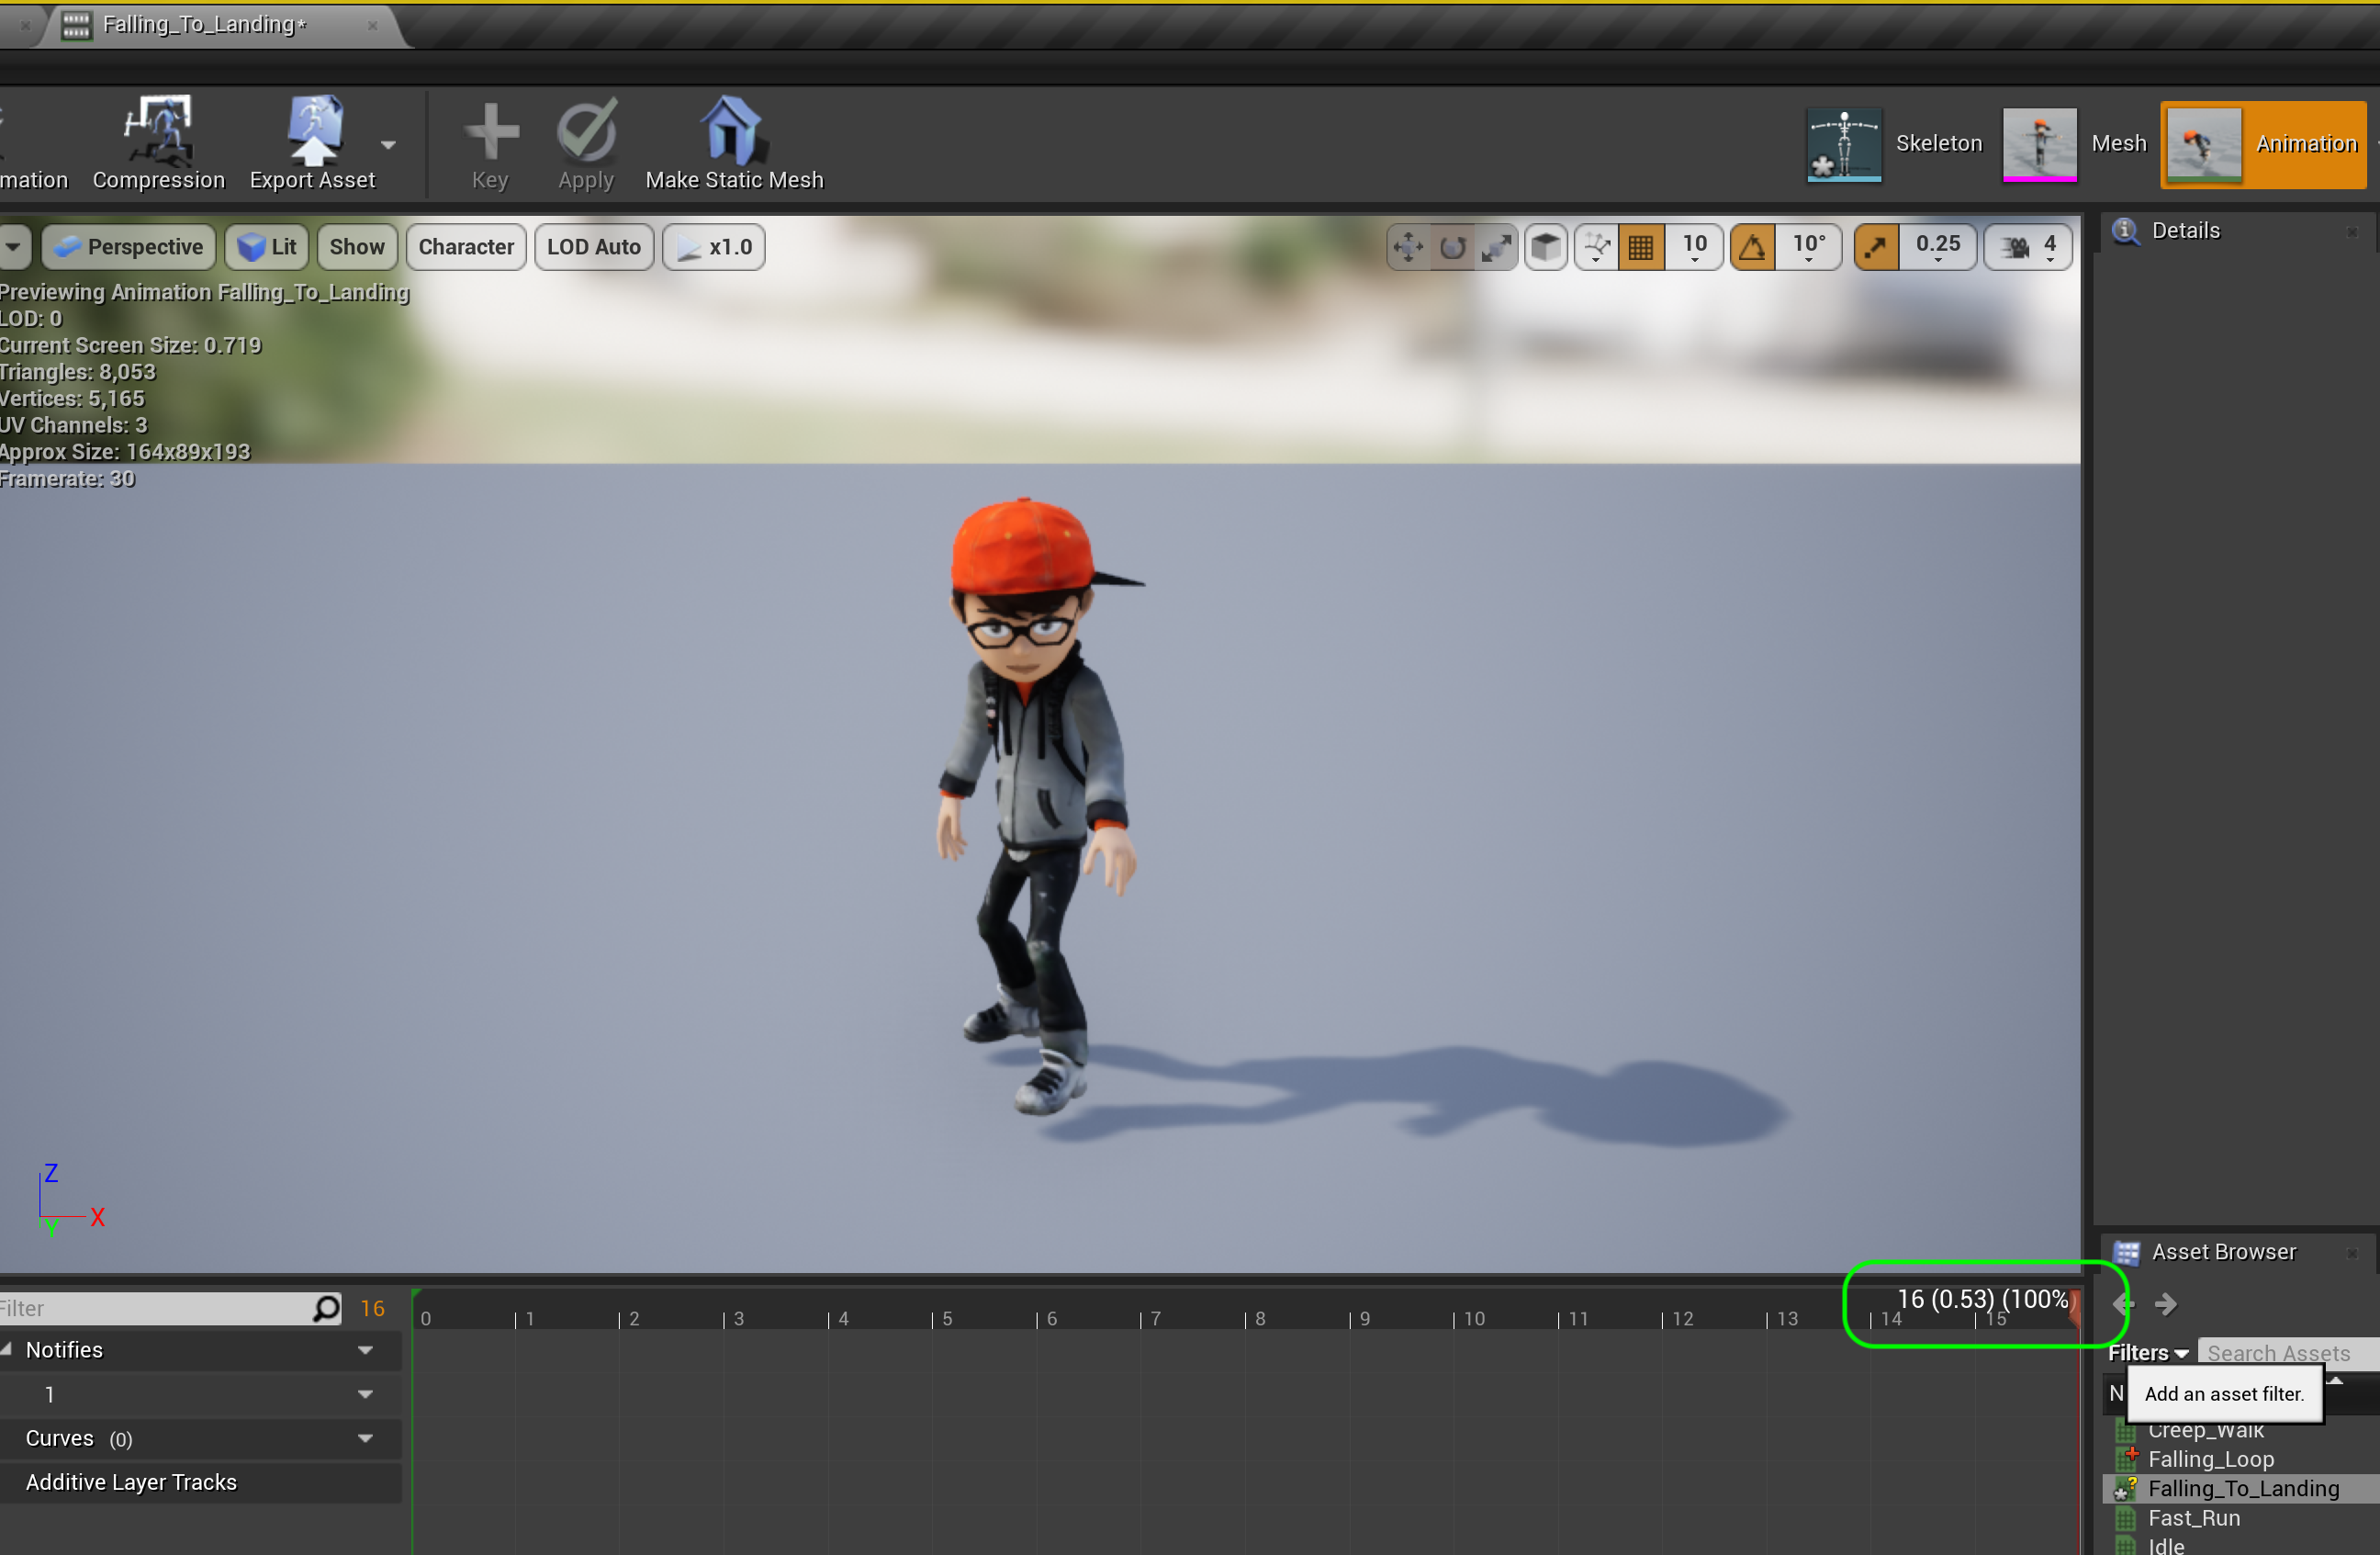 Falling_To_Landing*
mation
Compression
Export Asset
Key
Apply
Make Static Mesh
Skeleton
Mesh
Animation
Perspective
Lit
Show
Character
LOD Auto
x1.0
10
10°
0.25
4
Details
Previewing Animation Falling_To_Landing
LOD: 0
Current Screen Size: 0.719
Triangles: 8,053
Vertices: 5,165
UV Channels: 3
Approx Size: 164x89x193
Framerate: 30
Z
X
Y
Asset Browser
Filter
16
0 1 2 3 4 5 6 7 8 9 10 11 12 13 14 15
16 (0.53) (100%)
Notifies
1
Curves (0)
Additive Layer Tracks
Filters
Search Assets
N
Add an asset filter.
Creep_Walk
Falling_Loop
Falling_To_Landing
Fast_Run
Idle